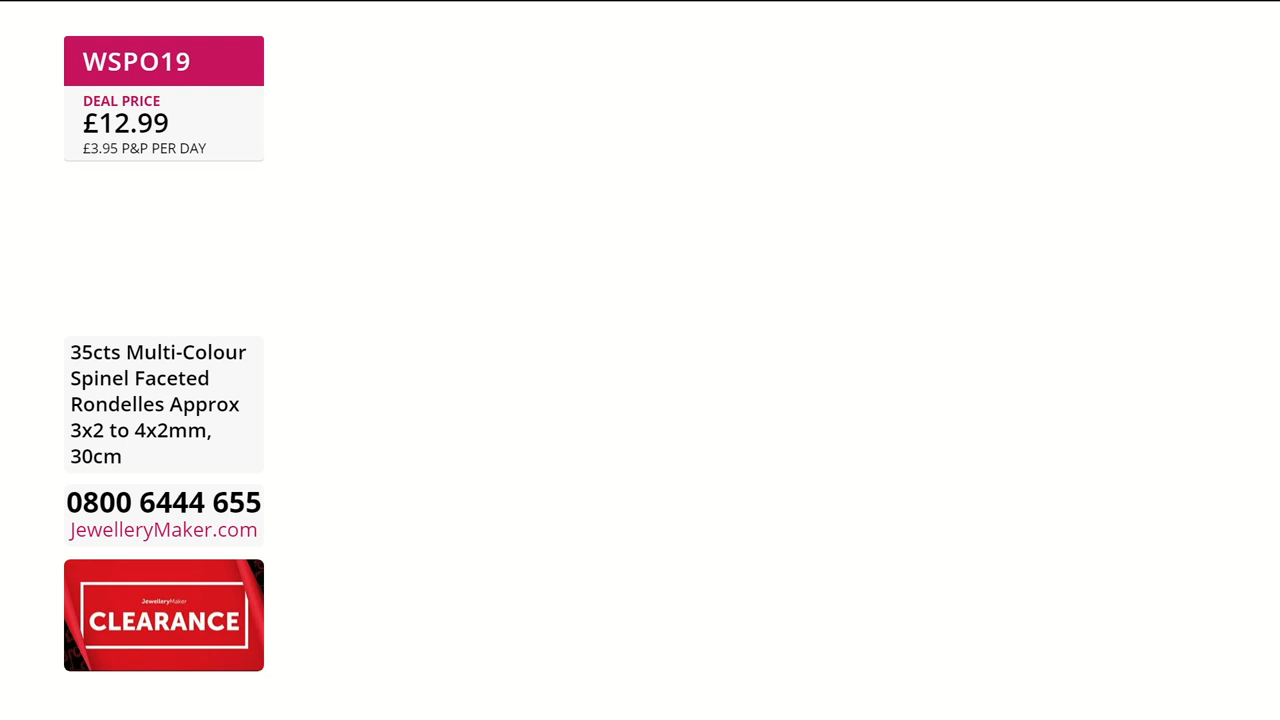 WSPO19
DEAL PRICE
£12.99
£3.95 P&P PER DAY
35cts Multi-Colour
Spinel Faceted
Rondelles Approx
3x2 to 4x2mm,
30cm
0800 6444 655
JewelleryMaker.com
JewelleryMaker
CLEARANCE